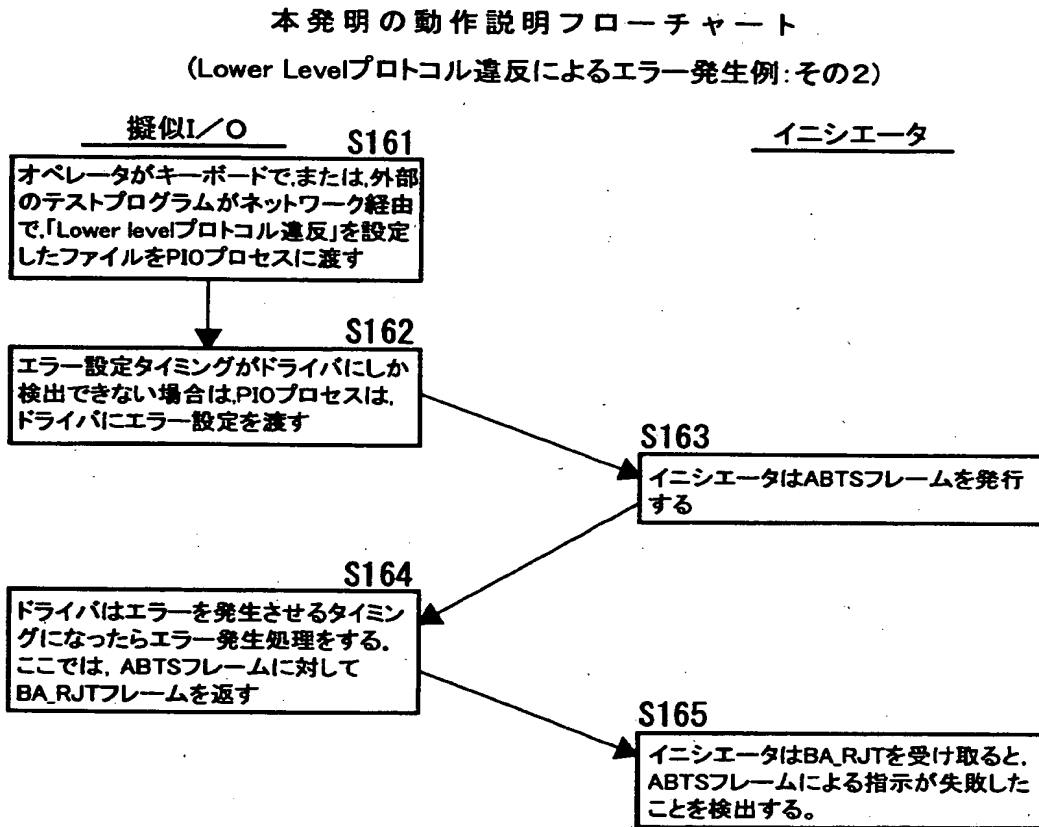 本発明の動作説明フローチャート
(Lower Levelプロトコル違反によるエラー発生例:その2)
擬似I/O
イニシエータ
S161
オペレータがキーボードで,または,外部
のテストプログラムがネットワーク経由
で,「Lower levelプロトコル違反」を設定
したファイルをPIOプロセスに渡す
S162
エラー設定タイミングがドライバにしか
検出できない場合は,PIOプロセスは,
ドライバにエラー設定を渡す
S163
イニシエータはABTSフレームを発行
する
S164
ドライバはエラーを発生させるタイミン
グになったらエラー発生処理をする。
ここでは, ABTSフレームに対して
BA_RJTフレームを返す
S165
イニシエータはBA_RJTを受け取ると,
ABTSフレームによる指示が失敗した
ことを検出する。